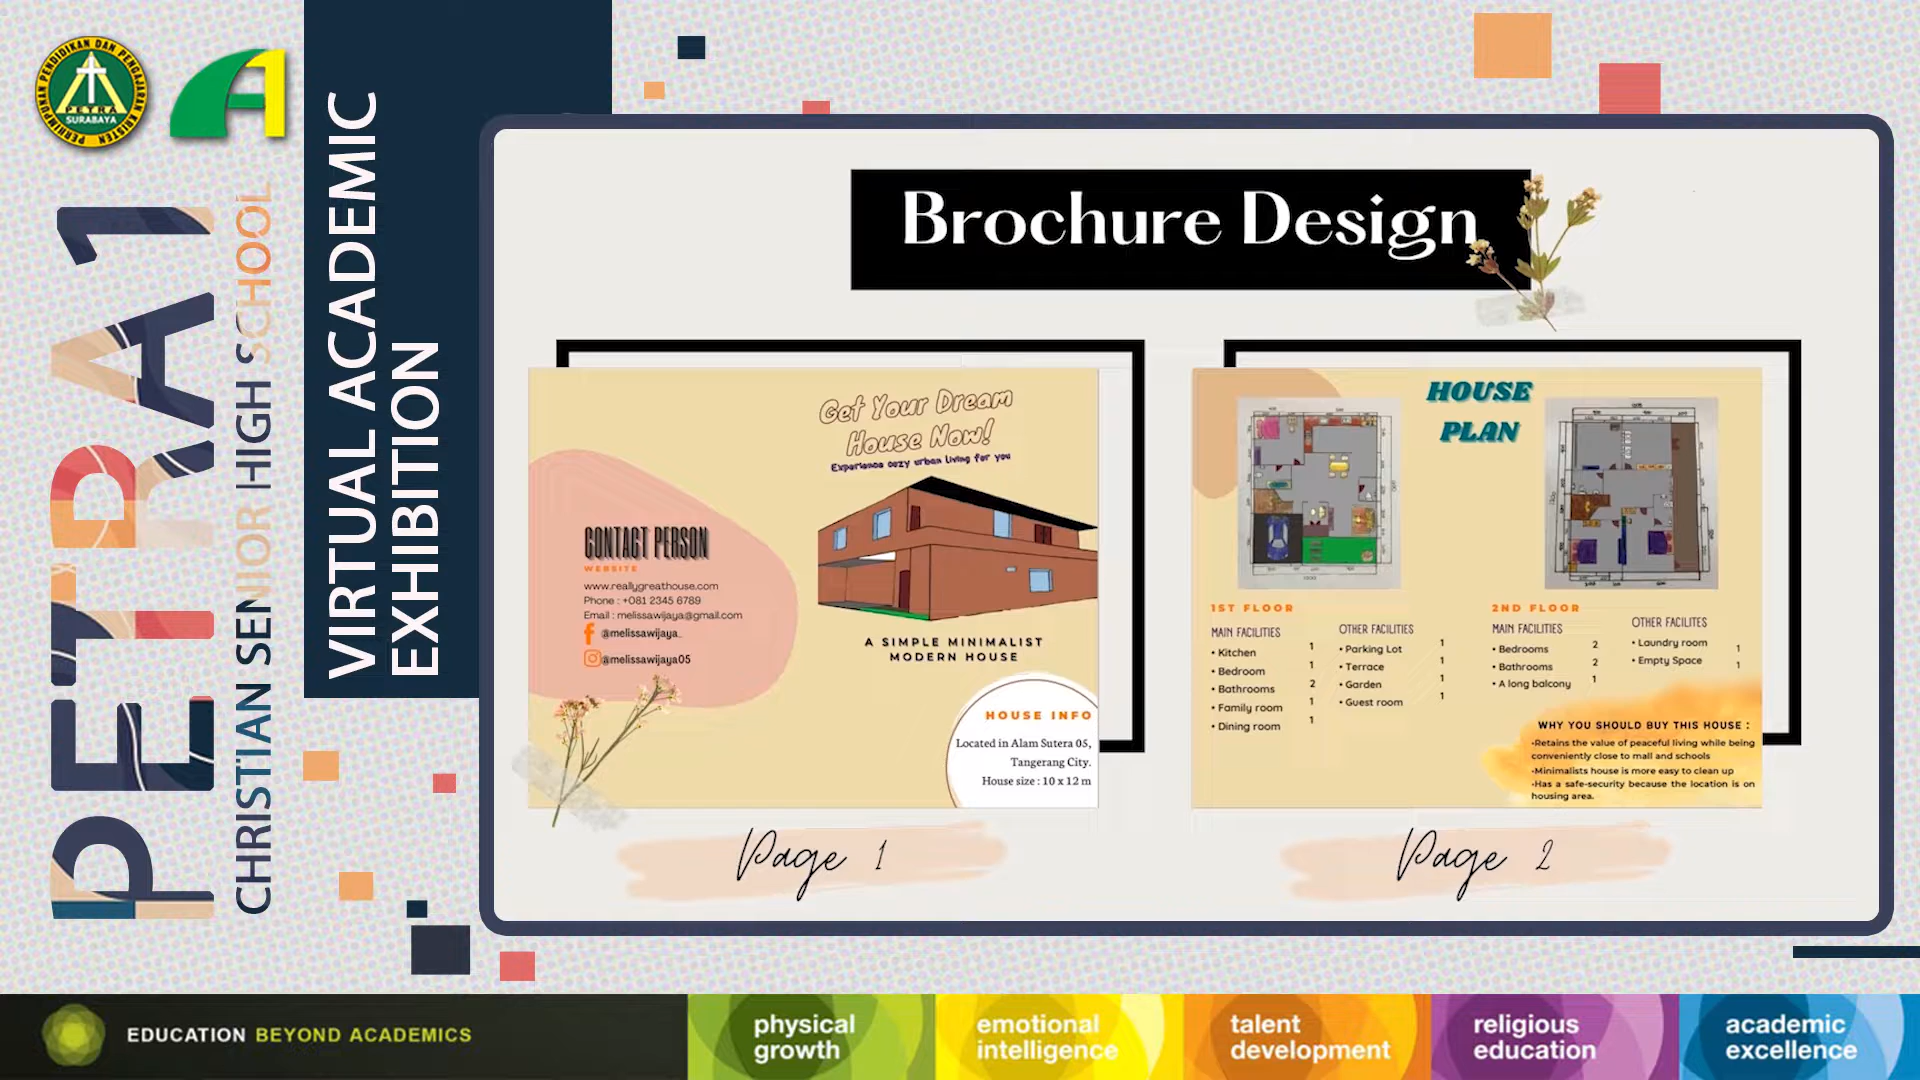 PERHIMPUNAN PENDIDIKAN DAN PENGAJARAN KRISTEN
PETRA
SURABAYA
PETRA 1
CHRISTIAN SENIOR HIGH SCHOOL
VIRTUAL ACADEMIC
EXHIBITION
Brochure Design
Get Your Dream
House Now!
Experience cozy urban living for you
CONTACT PERSON
WEBSITE
www.reallygreathouse.com
Phone : +081 2345 6789
Email : melissawijaya@gmail.com
@melissawijaya_
@melissawijaya05
A SIMPLE MINIMALIST
MODERN HOUSE
HOUSE INFO
Located in Alam Sutera 05,
Tangerang City.
House size : 10 x 12 m
Page 1
HOUSE
PLAN
1ST FLOOR
MAIN FACILITIES
• Kitchen 1
• Bedroom 1
• Bathrooms 2
• Family room 1
• Dining room 1
OTHER FACILITIES
• Parking Lot 1
• Terrace 1
• Garden 1
• Guest room 1
2ND FLOOR
MAIN FACILITIES
• Bedrooms 2
• Bathrooms 2
• A long balcony 1
OTHER FACILITES
• Laundry room 1
• Empty Space 1
WHY YOU SHOULD BUY THIS HOUSE :
•Retains the value of peaceful living while being
conveniently close to mall and schools
•Minimalists house is more easy to clean up
•Has a safe-security because the location is on
housing area.
Page 2
EDUCATION BEYOND ACADEMICS
physical
growth
emotional
intelligence
talent
development
religious
education
academic
excellence